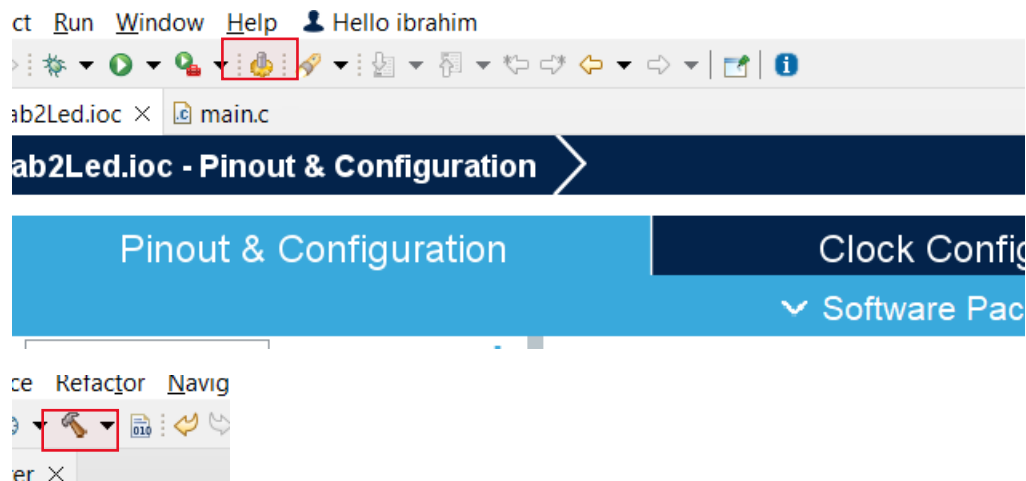 ct Run Window Help Hello ibrahim
ab2Led.ioc main.c
ab2Led.ioc - Pinout & Configuration
Pinout & Configuration Clock Config
Software Pac
ce Refactor Navig
010
er